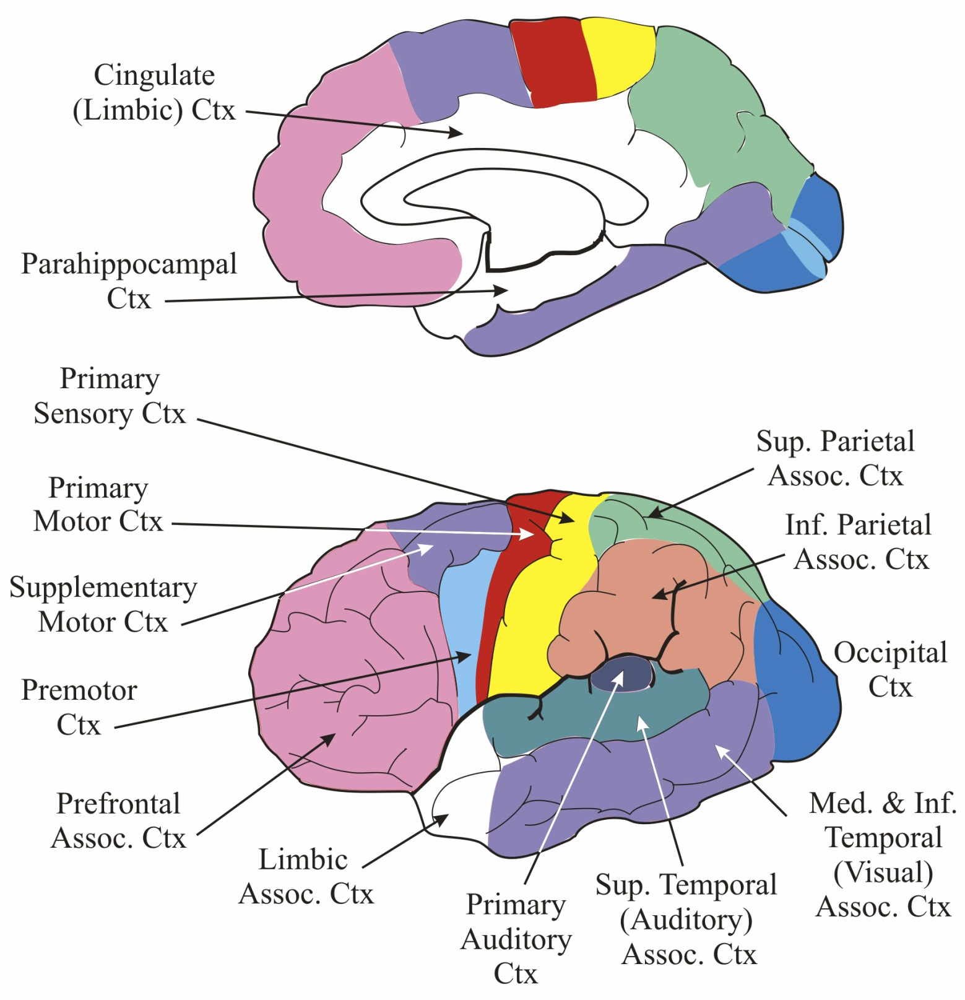 Cingulate
(Limbic) Ctx
Parahippocampal
Ctx
Primary
Sensory Ctx
Primary
Motor Ctx
Supplementary
Motor Ctx
Premotor
Ctx
Prefrontal
Assoc. Ctx
Limbic
Assoc. Ctx
Primary
Auditory
Ctx
Sup. Temporal
(Auditory)
Assoc. Ctx
Med. & Inf.
Temporal
(Visual)
Assoc. Ctx
Occipital
Ctx
Inf. Parietal
Assoc. Ctx
Sup. Parietal
Assoc. Ctx